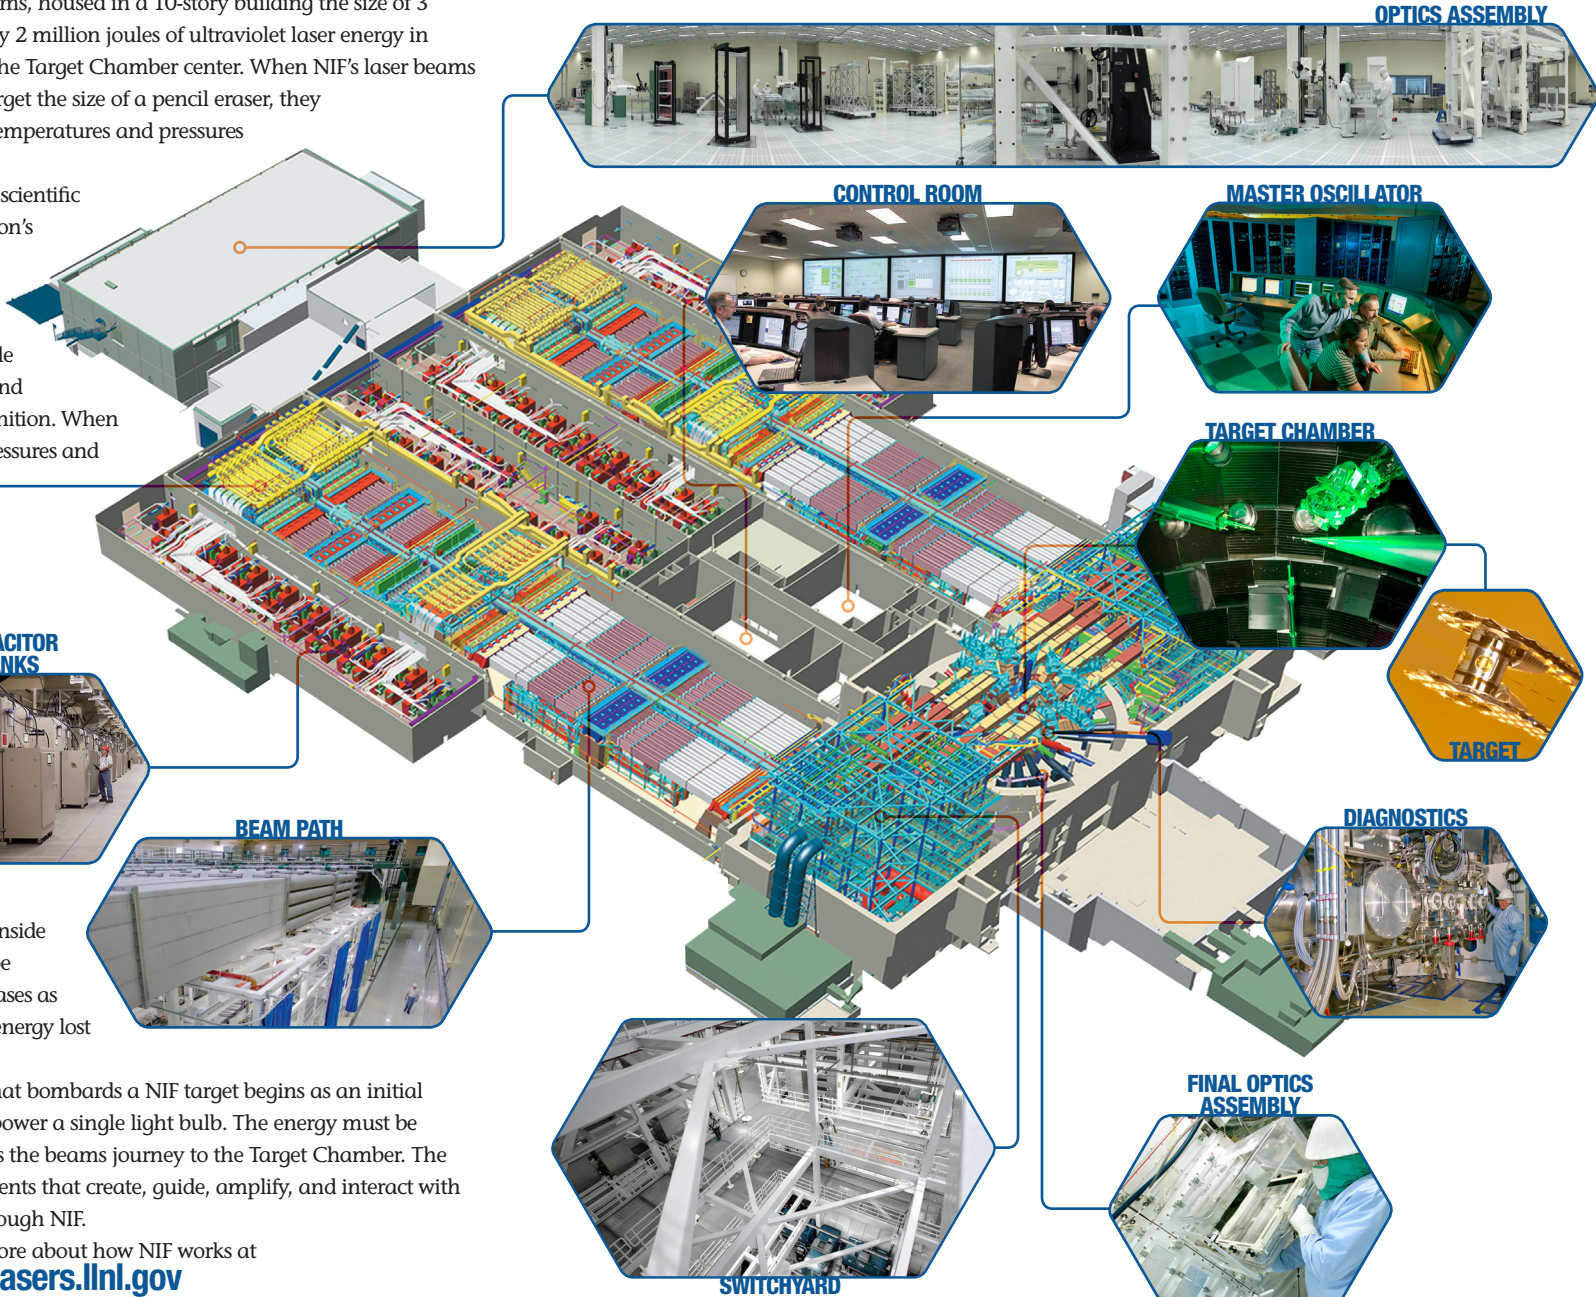 ms, housed in a 10-story building the size of 3
y 2 million joules of ultraviolet laser energy in
he Target Chamber center. When NIF's laser beams
rget the size of a pencil eraser, they
emperatures and pressures
scientific
on's
le
nd
nition. When
essures and
OPTICS ASSEMBLY
CONTROL ROOM
MASTER OSCILLATOR
TARGET CHAMBER
TARGET
ACITOR
NKS
BEAM PATH
DIAGNOSTICS
nside
e
ases as
energy lost
FINAL OPTICS
ASSEMBLY
SWITCHYARD
hat bombards a NIF target begins as an initial
power a single light bulb. The energy must be
s the beams journey to the Target Chamber. The
ents that create, guide, amplify, and interact with
ough NIF.
ore about how NIF works at
asers.llnl.gov